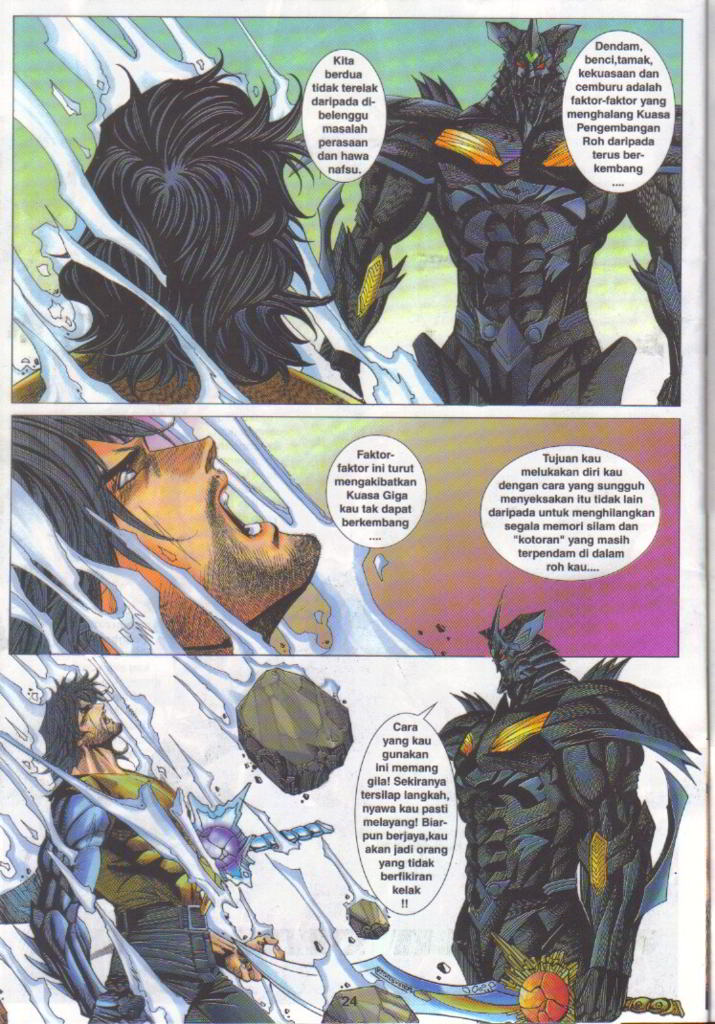 Kita
berdua
tidak terelak
daripada di-
belenggu
masalah
perasaan
dan hawa
nafsu.
Dendam,
benci,tamak,
kekuasaan dan
cemburu adalah
faktor-faktor yang
menghalang Kuasa
Pengembangan
Roh daripada
terus ber-
kembang
....
Faktor-
faktor ini turut
mengakibatkan
Kuasa Giga
kau tak dapat
berkembang
....
Tujuan kau
melukakan diri kau
dengan cara yang sungguh
menyeksakan itu tidak lain
daripada untuk menghilangkan
segala memori silam dan
"kotoran" yang masih
terpendam di dalam
roh kau....
Cara
yang kau
gunakan
ini memang
gila! Sekiranya
tersilap langkah,
nyawa kau pasti
melayang! Biar-
pun berjaya,kau
akan jadi orang
yang tidak
berfikiran
kelak
!!
24